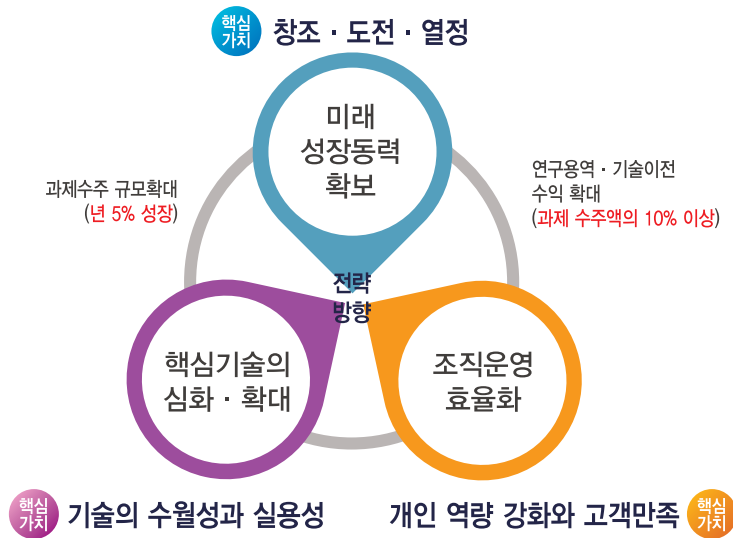 핵심
가치
창조 · 도전 · 열정
미래
성장동력
확보
과제수주 규모확대
(년 5% 성장)
연구용역 · 기술이전
수익 확대
(과제 수주액의 10% 이상)
전략
방향
핵심기술의
심화 · 확대
조직운영
효율화
핵심
가치
기술의 수월성과 실용성
개인 역량 강화와 고객만족
핵심
가치